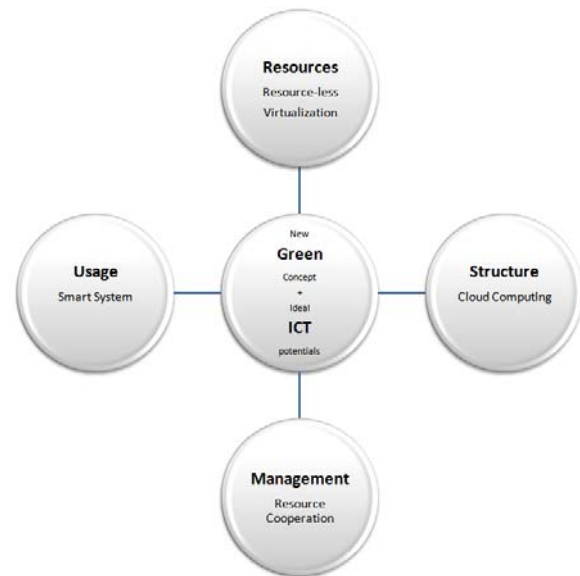 Resources
Resource-less
Virtualization
Usage
Smart System
New
Green
Concept
+
Ideal
ICT
potentials
Structure
Cloud Computing
Management
Resource
Cooperation